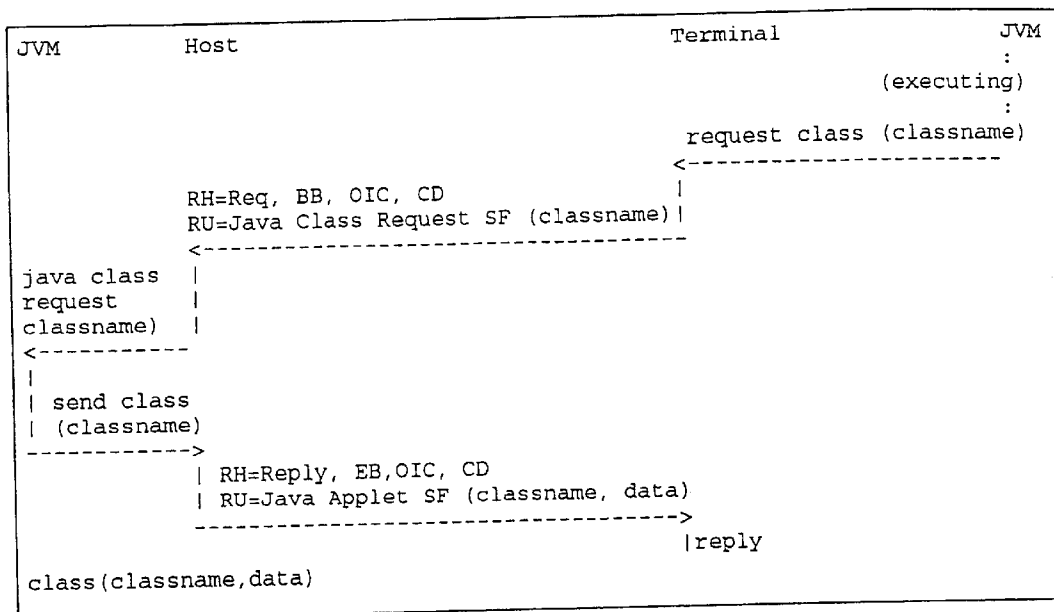 JVM Host Terminal JVM
:
(executing)
:
request class (classname)
<-----------------------
RH=Req, BB, OIC, CD |
RU=Java Class Request SF (classname)|
<-----------------------------------
java class |
request |
classname) |
<-----------
|
| send class
| (classname)
------------>
| RH=Reply, EB,OIC, CD
| RU=Java Applet SF (classname, data)
----------------------------------->
|reply
class(classname,data)